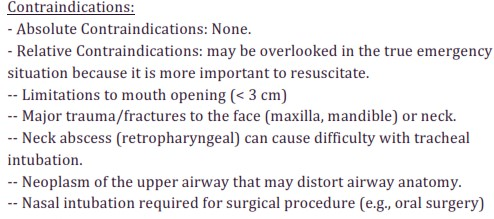 Contraindications:
- Absolute Contraindications: None.
- Relative Contraindications: may be overlooked in the true emergency
situation because it is more important to resuscitate.
-- Limitations to mouth opening (< 3 cm)
-- Major trauma/fractures to the face (maxilla, mandible) or neck.
-- Neck abscess (retropharyngeal) can cause difficulty with tracheal
intubation.
-- Neoplasm of the upper airway that may distort airway anatomy.
-- Nasal intubation required for surgical procedure (e.g., oral surgery)